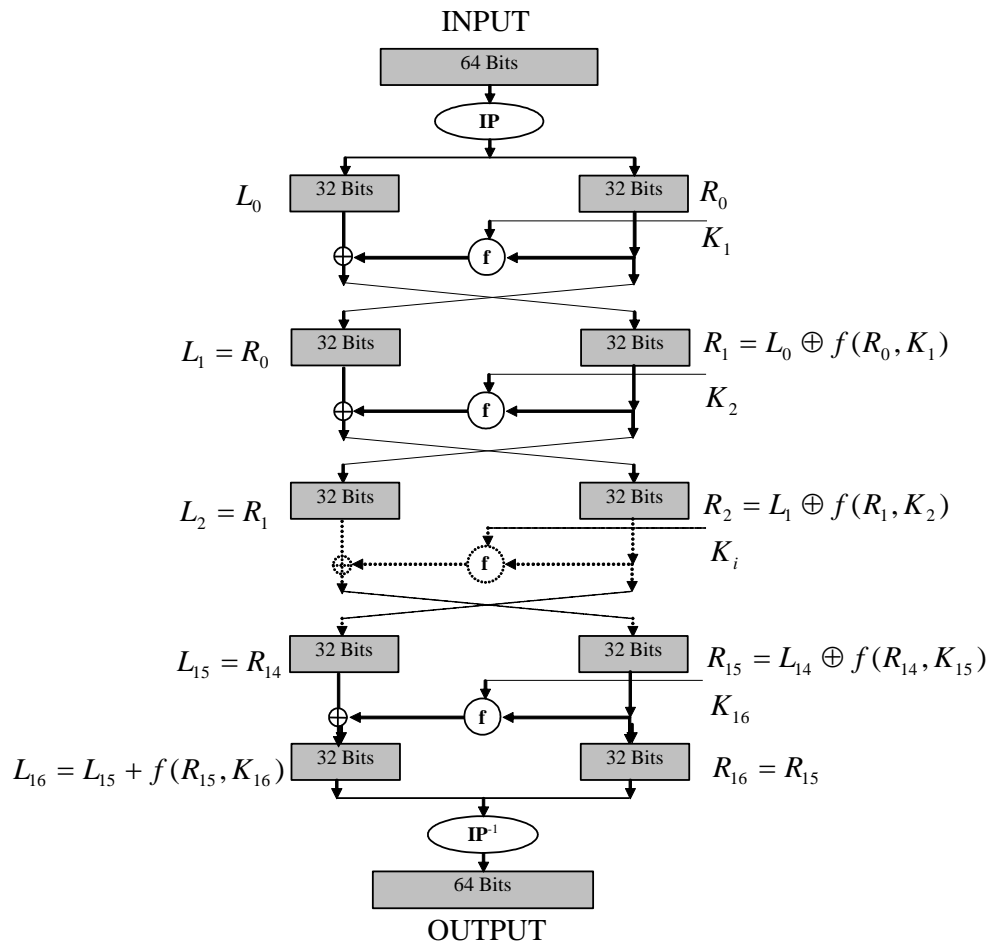 INPUT
64 Bits
IP
L₀ 32 Bits 32 Bits R₀
K₁
⊕ f
L₁ = R₀ 32 Bits 32 Bits R₁ = L₀ ⊕ f(R₀, K₁)
K₂
⊕ f
L₂ = R₁ 32 Bits 32 Bits R₂ = L₁ ⊕ f(R₁, K₂)
Kᵢ
⊕ f
L₁₅ = R₁₄ 32 Bits 32 Bits R₁₅ = L₁₄ ⊕ f(R₁₄, K₁₅)
K₁₆
⊕ f
L₁₆ = L₁₅ + f(R₁₅, K₁₆) 32 Bits 32 Bits R₁₆ = R₁₅
IP⁻¹
64 Bits
OUTPUT